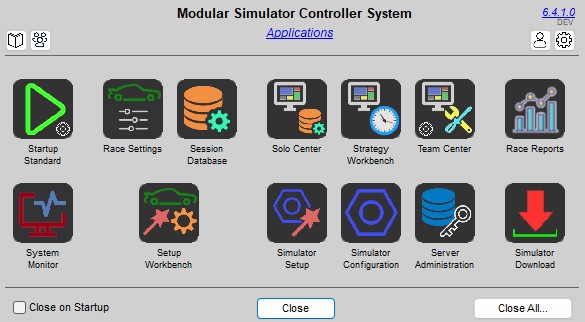 Modular Simulator Controller System
6.4.1.0
DEV
Applications
Startup
Standard
Race Settings
Session
Database
Solo Center
Strategy
Workbench
Team Center
Race Reports
System
Monitor
Setup
Workbench
Simulator
Setup
Simulator
Configuration
Server
Administration
Simulator
Download
Close on Startup
Close
Close All...